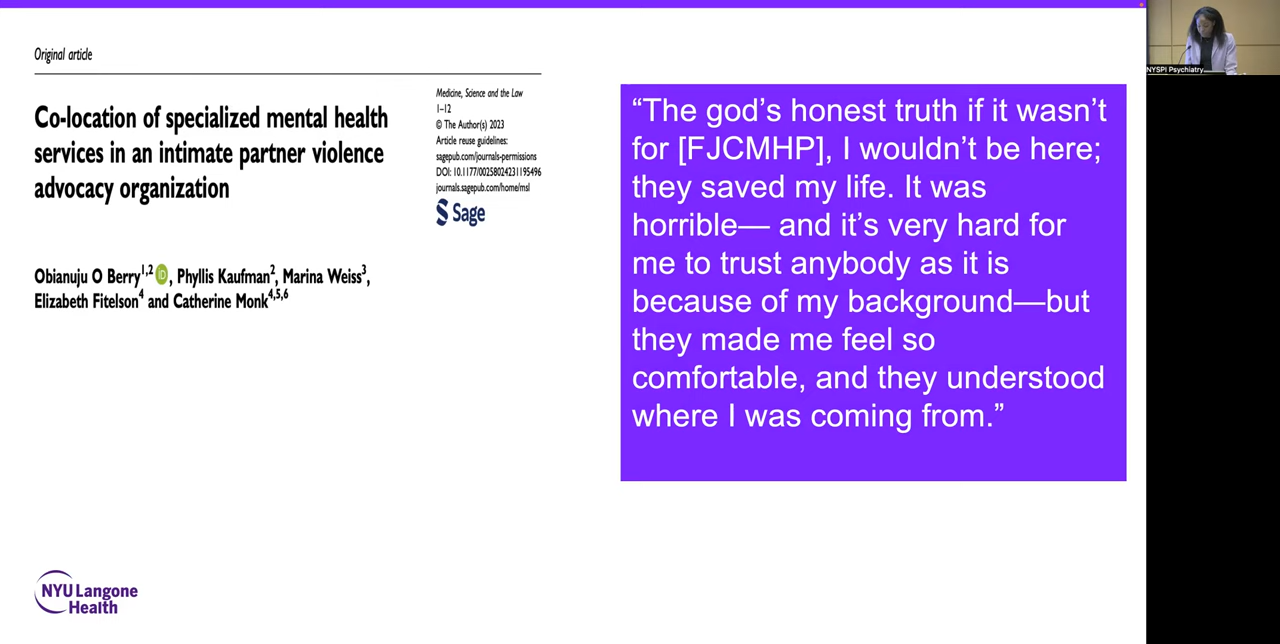 Original article
Co-location of specialized mental health
services in an intimate partner violence
advocacy organization
Medicine, Science and the Law
1–12
© The Author(s) 2023
Article reuse guidelines:
sagepub.com/journals-permissions
DOI: 10.1177/00258024231195496
journals.sagepub.com/home/msl
Sage
Obianuju O Berry1,2 iD, Phyllis Kaufman2, Marina Weiss3,
Elizabeth Fitelson4 and Catherine Monk4,5,6
“The god’s honest truth if it wasn’t
for [FJCMHP], I wouldn’t be here;
they saved my life. It was
horrible— and it’s very hard for
me to trust anybody as it is
because of my background—but
they made me feel so
comfortable, and they understood
where I was coming from.”
NYU Langone
Health
NYSPI Psychiatry